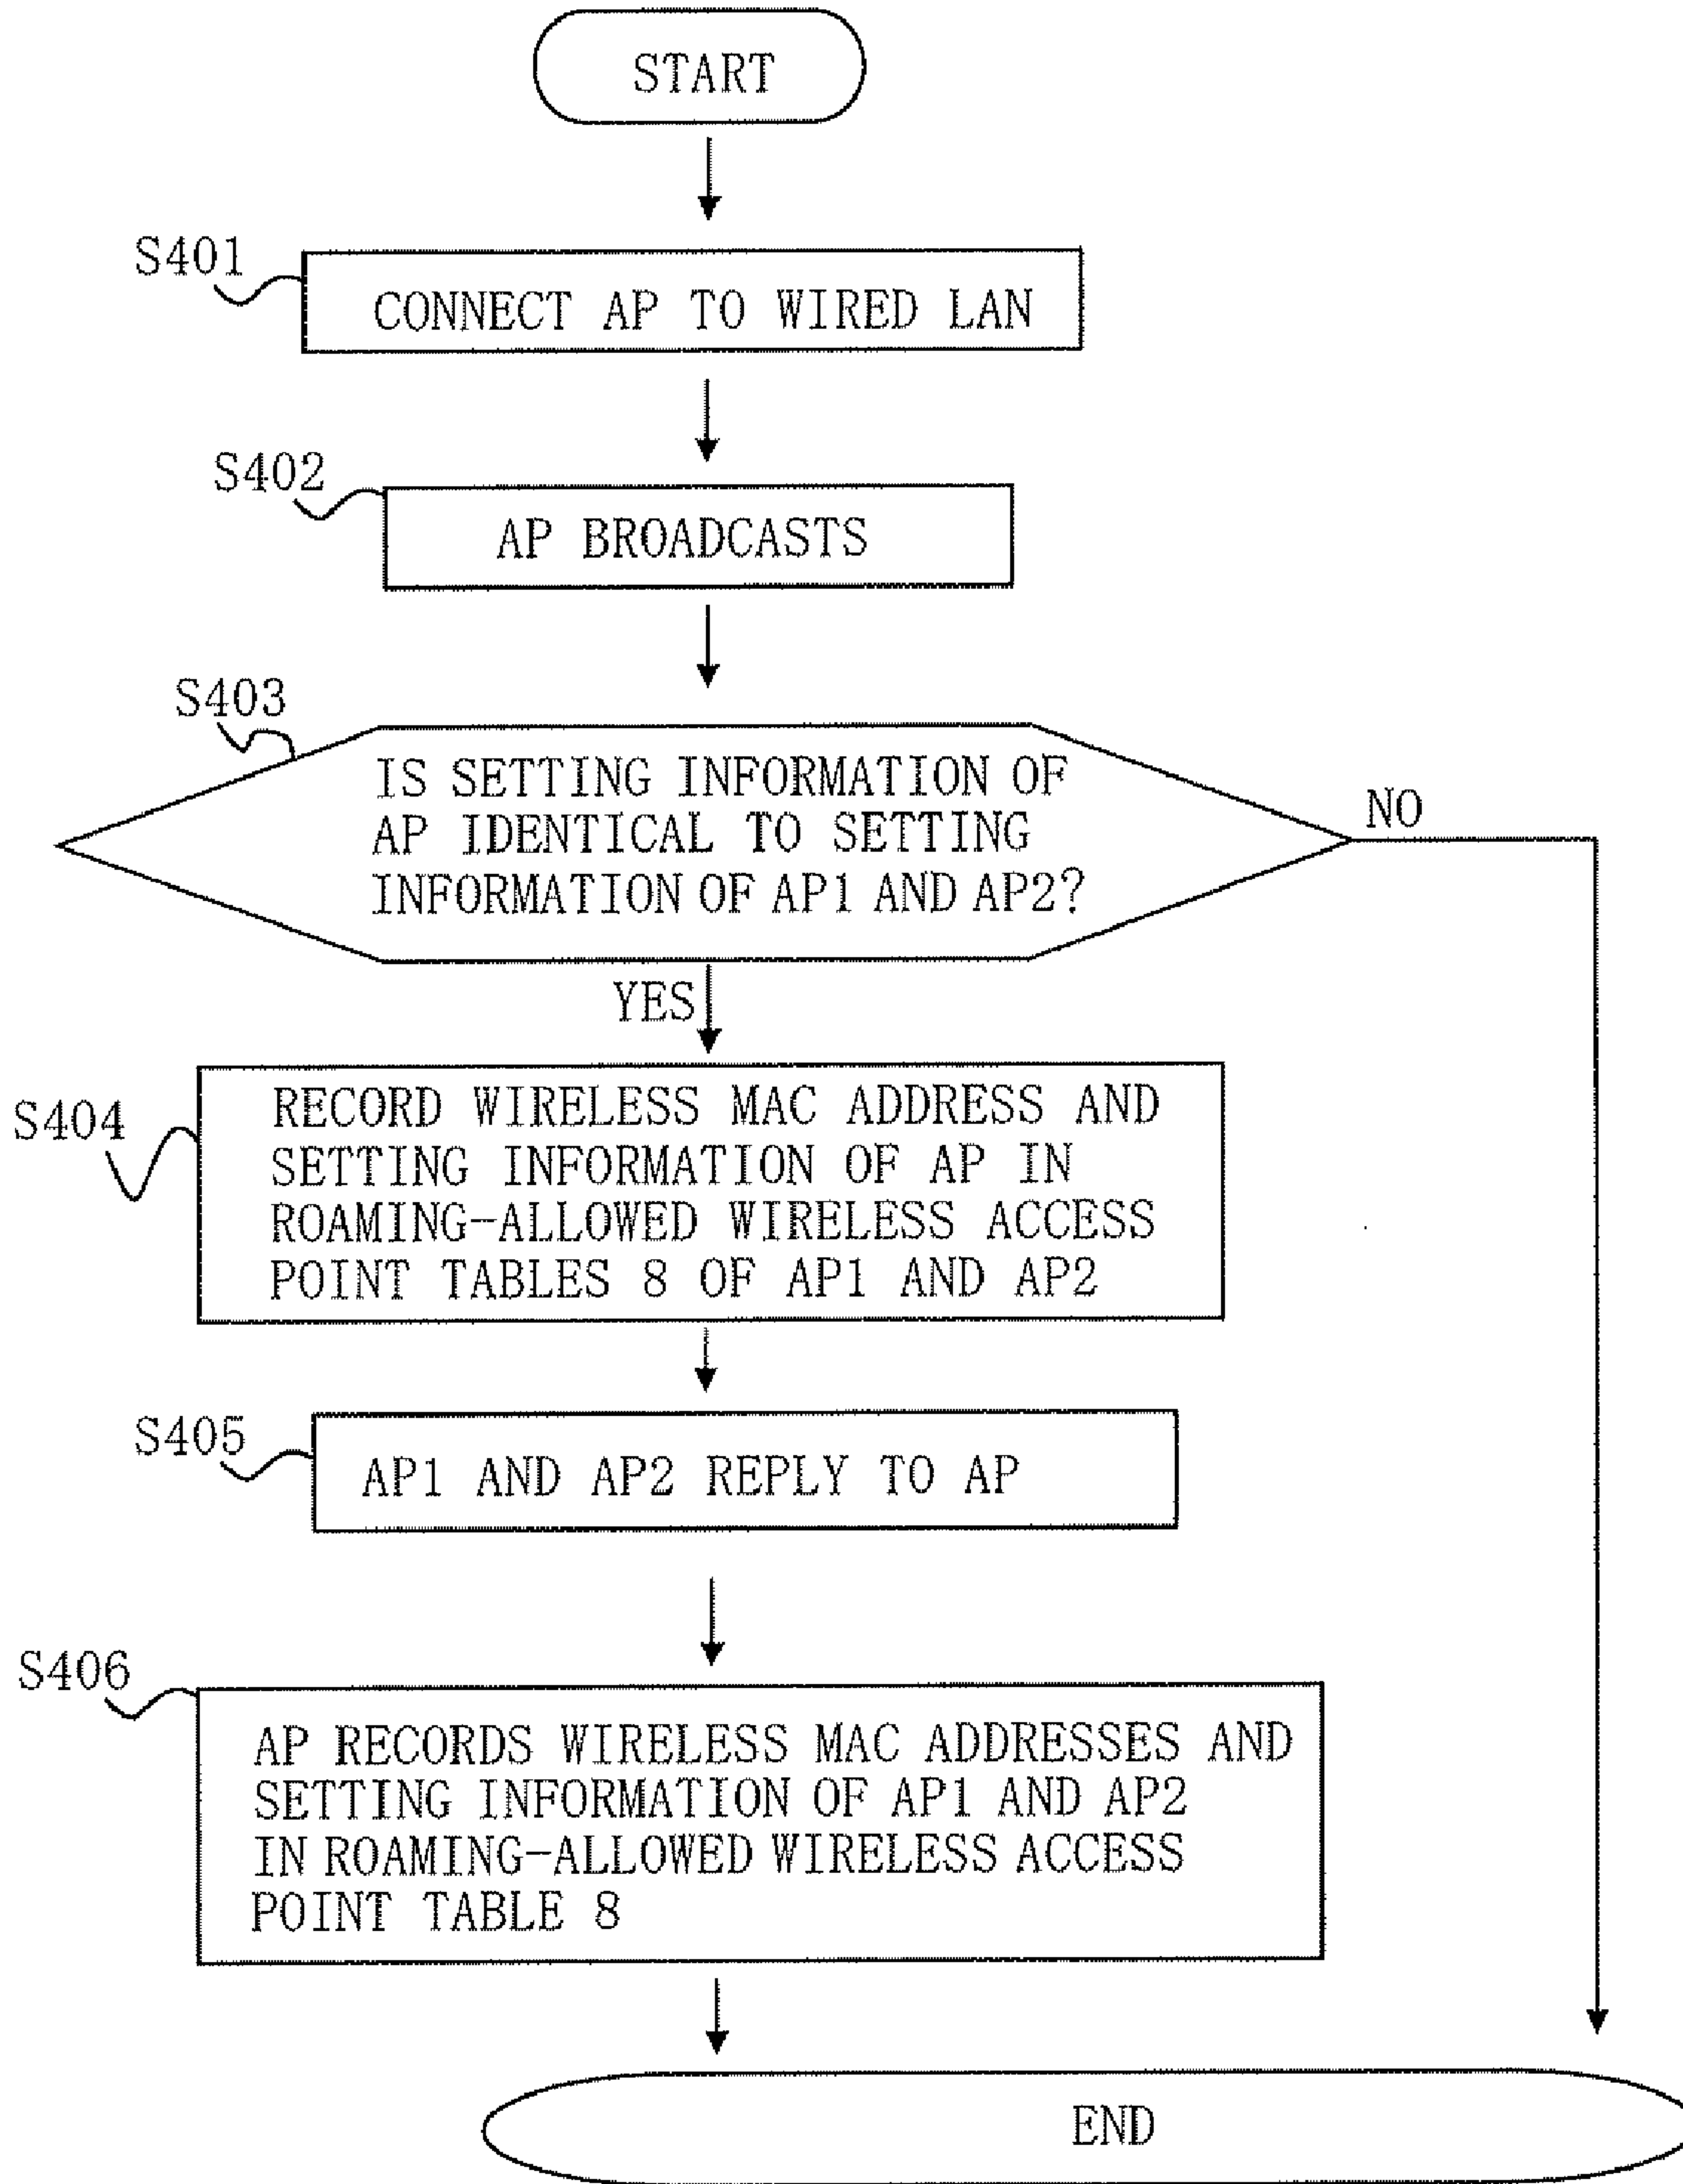 START
S401
CONNECT AP TO WIRED LAN
S402
AP BROADCASTS
S403
IS SETTING INFORMATION OF
AP IDENTICAL TO SETTING
INFORMATION OF AP1 AND AP2?
NO
YES
S404
RECORD WIRELESS MAC ADDRESS AND
SETTING INFORMATION OF AP IN
ROAMING-ALLOWED WIRELESS ACCESS
POINT TABLES 8 OF AP1 AND AP2
S405
AP1 AND AP2 REPLY TO AP
S406
AP RECORDS WIRELESS MAC ADDRESSES AND
SETTING INFORMATION OF AP1 AND AP2
IN ROAMING-ALLOWED WIRELESS ACCESS
POINT TABLE 8
END